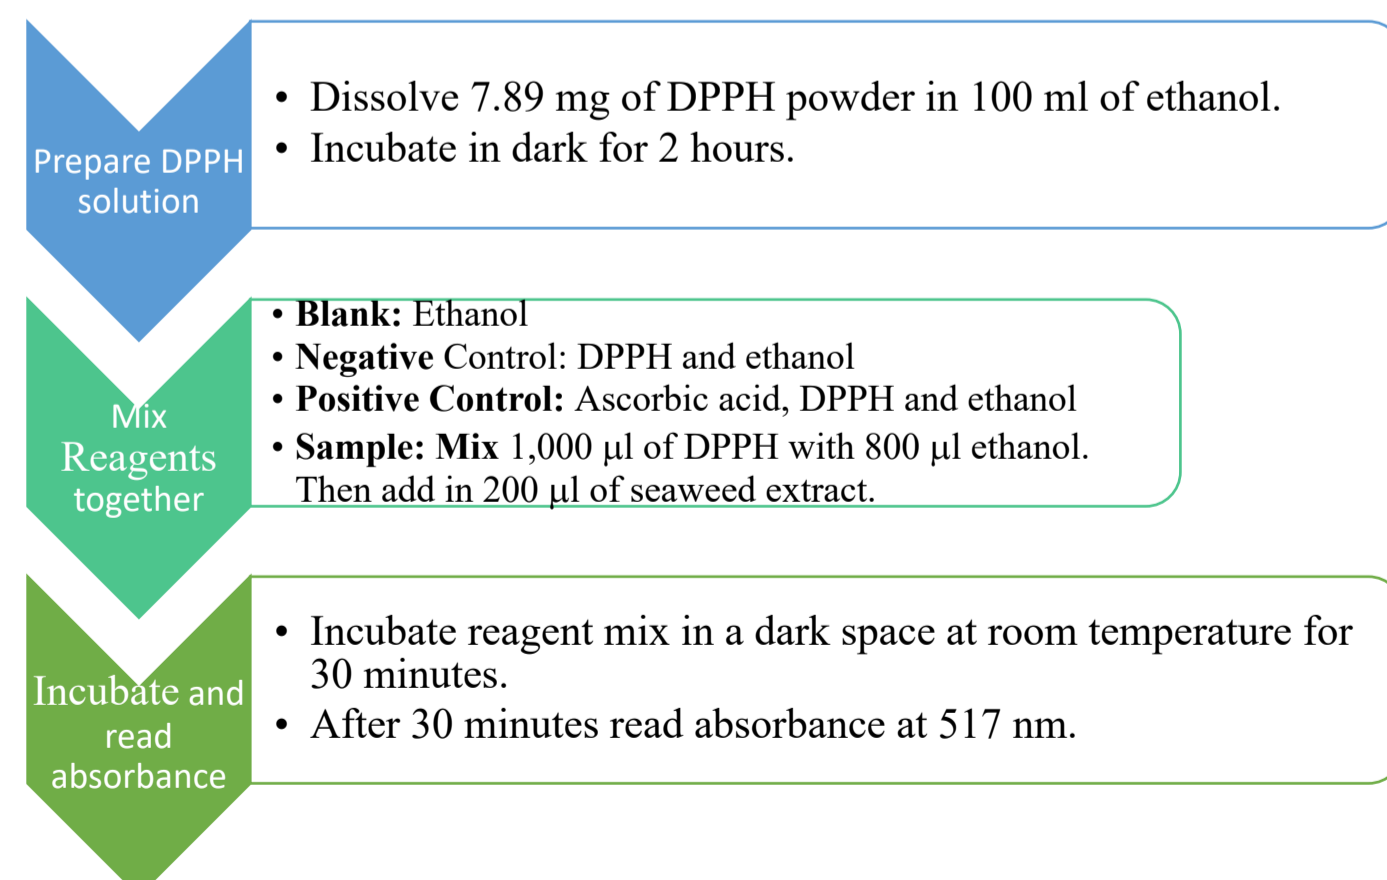 Prepare DPPH
solution
• Dissolve 7.89 mg of DPPH powder in 100 ml of ethanol.
• Incubate in dark for 2 hours.
Mix
Reagents
together
• Blank: Ethanol
• Negative Control: DPPH and ethanol
• Positive Control: Ascorbic acid, DPPH and ethanol
• Sample: Mix 1,000 µl of DPPH with 800 µl ethanol.
Then add in 200 µl of seaweed extract.
Incubate and
read
absorbance
• Incubate reagent mix in a dark space at room temperature for
30 minutes.
• After 30 minutes read absorbance at 517 nm.